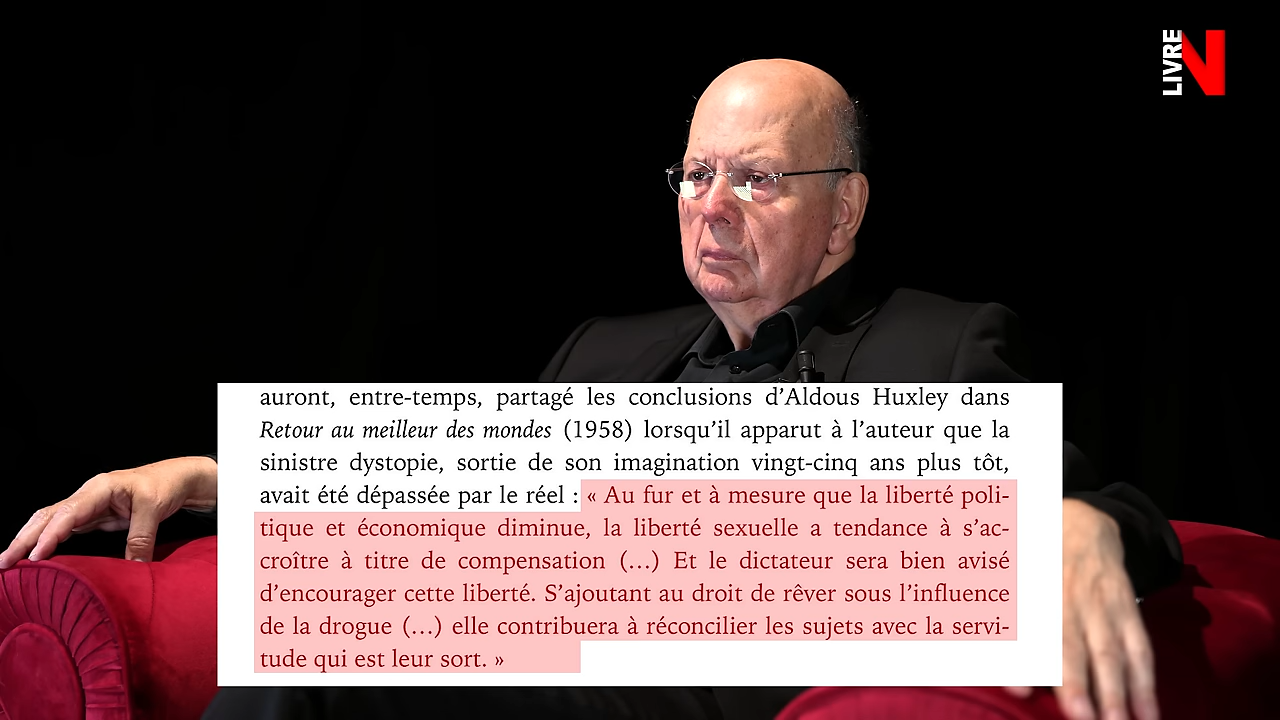 LIVRE
N
auront, entre-temps, partagé les conclusions d’Aldous Huxley dans
Retour au meilleur des mondes (1958) lorsqu’il apparut à l’auteur que la
sinistre dystopie, sortie de son imagination vingt-cinq ans plus tôt,
avait été dépassée par le réel : « Au fur et à mesure que la liberté poli-
tique et économique diminue, la liberté sexuelle a tendance à s’ac-
croître à titre de compensation (…) Et le dictateur sera bien avisé
d’encourager cette liberté. S’ajoutant au droit de rêver sous l’influence
de la drogue (…) elle contribuera à réconcilier les sujets avec la servi-
tude qui est leur sort. »